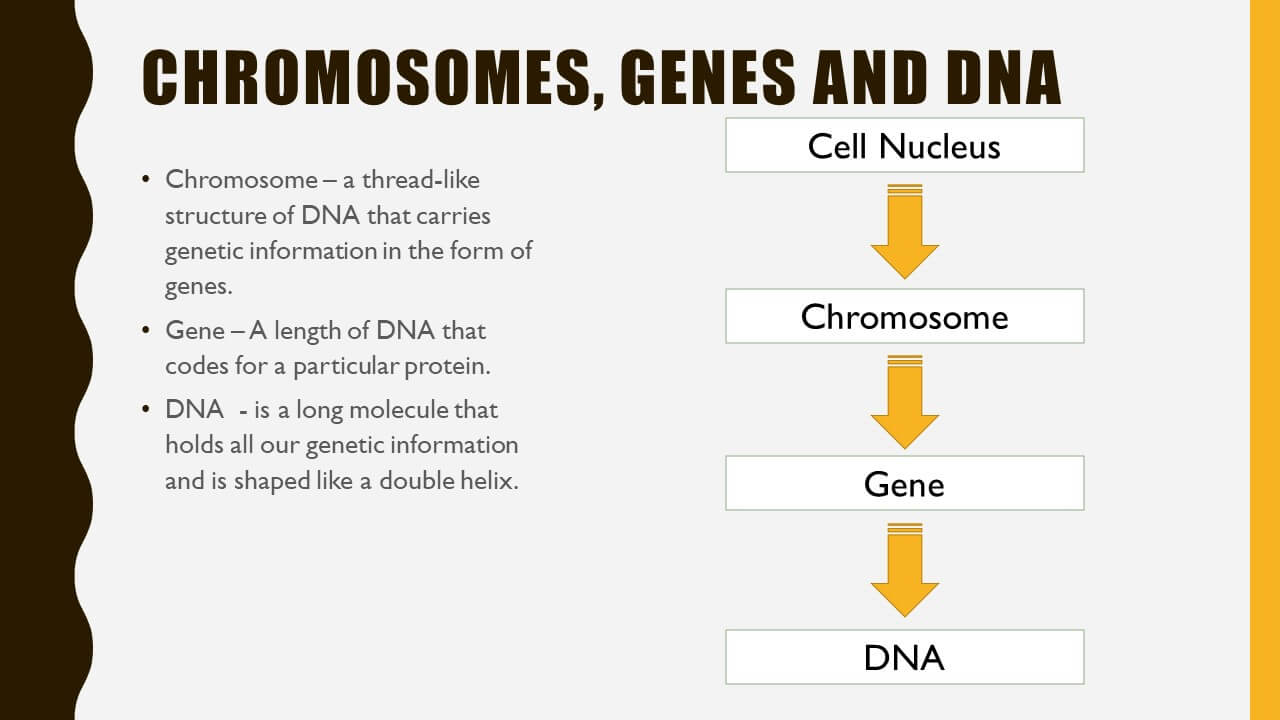 CHROMOSOMES, GENES AND DNA
• Chromosome – a thread-like
structure of DNA that carries
genetic information in the form of
genes.
• Gene – A length of DNA that
codes for a particular protein.
• DNA  - is a long molecule that
holds all our genetic information
and is shaped like a double helix.
Cell Nucleus
Chromosome
Gene
DNA